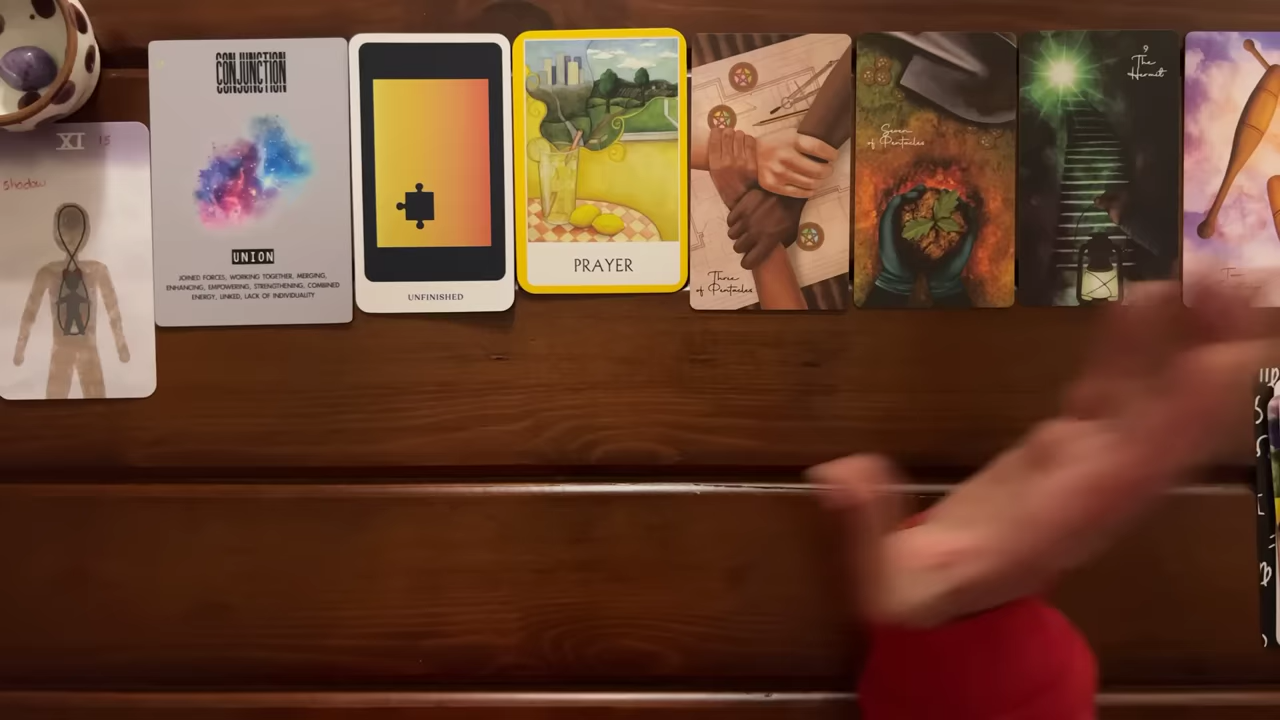 XI 15
shadow
CONJUNCTION
UNION
JOINED FORCES, WORKING TOGETHER, MERGING,
ENHANCING, EMPOWERING, STRENGTHENING, COMBINED
ENERGY, LINKED, LACK OF INDIVIDUALITY
UNFINISHED
PRAYER
Three
of Pentacles
Seven
of Pentacles
9
The
Hermit